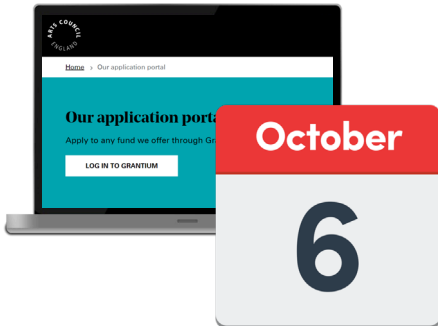 ARTS COUNCIL
ENGLAND
Home > Our application portal
Our application porta
Apply to any fund we offer through Gra
LOG IN TO GRANTIUM
October
6